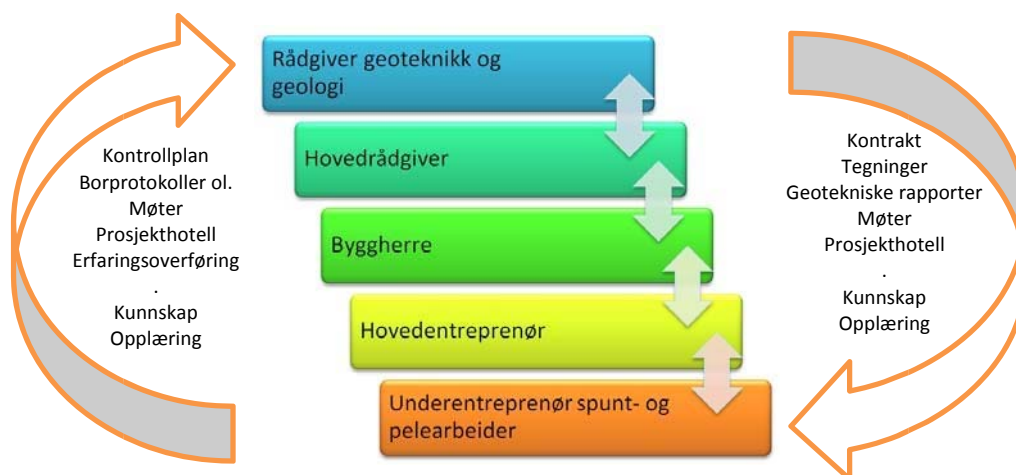 Rådgiver geoteknikk og
geologi
Hovedrådgiver
Byggherre
Hovedentreprenør
Underentreprenør spunt- og
pelearbeider
Kontrollplan
Borprotokoller ol.
Møter
Prosjekthotell
Erfaringsoverføring
.
Kunnskap
Opplæring
Kontrakt
Tegninger
Geotekniske rapporter
Møter
Prosjekthotell
.
Kunnskap
Opplæring